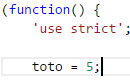 (function() {
    'use strict';
    toto = 5;